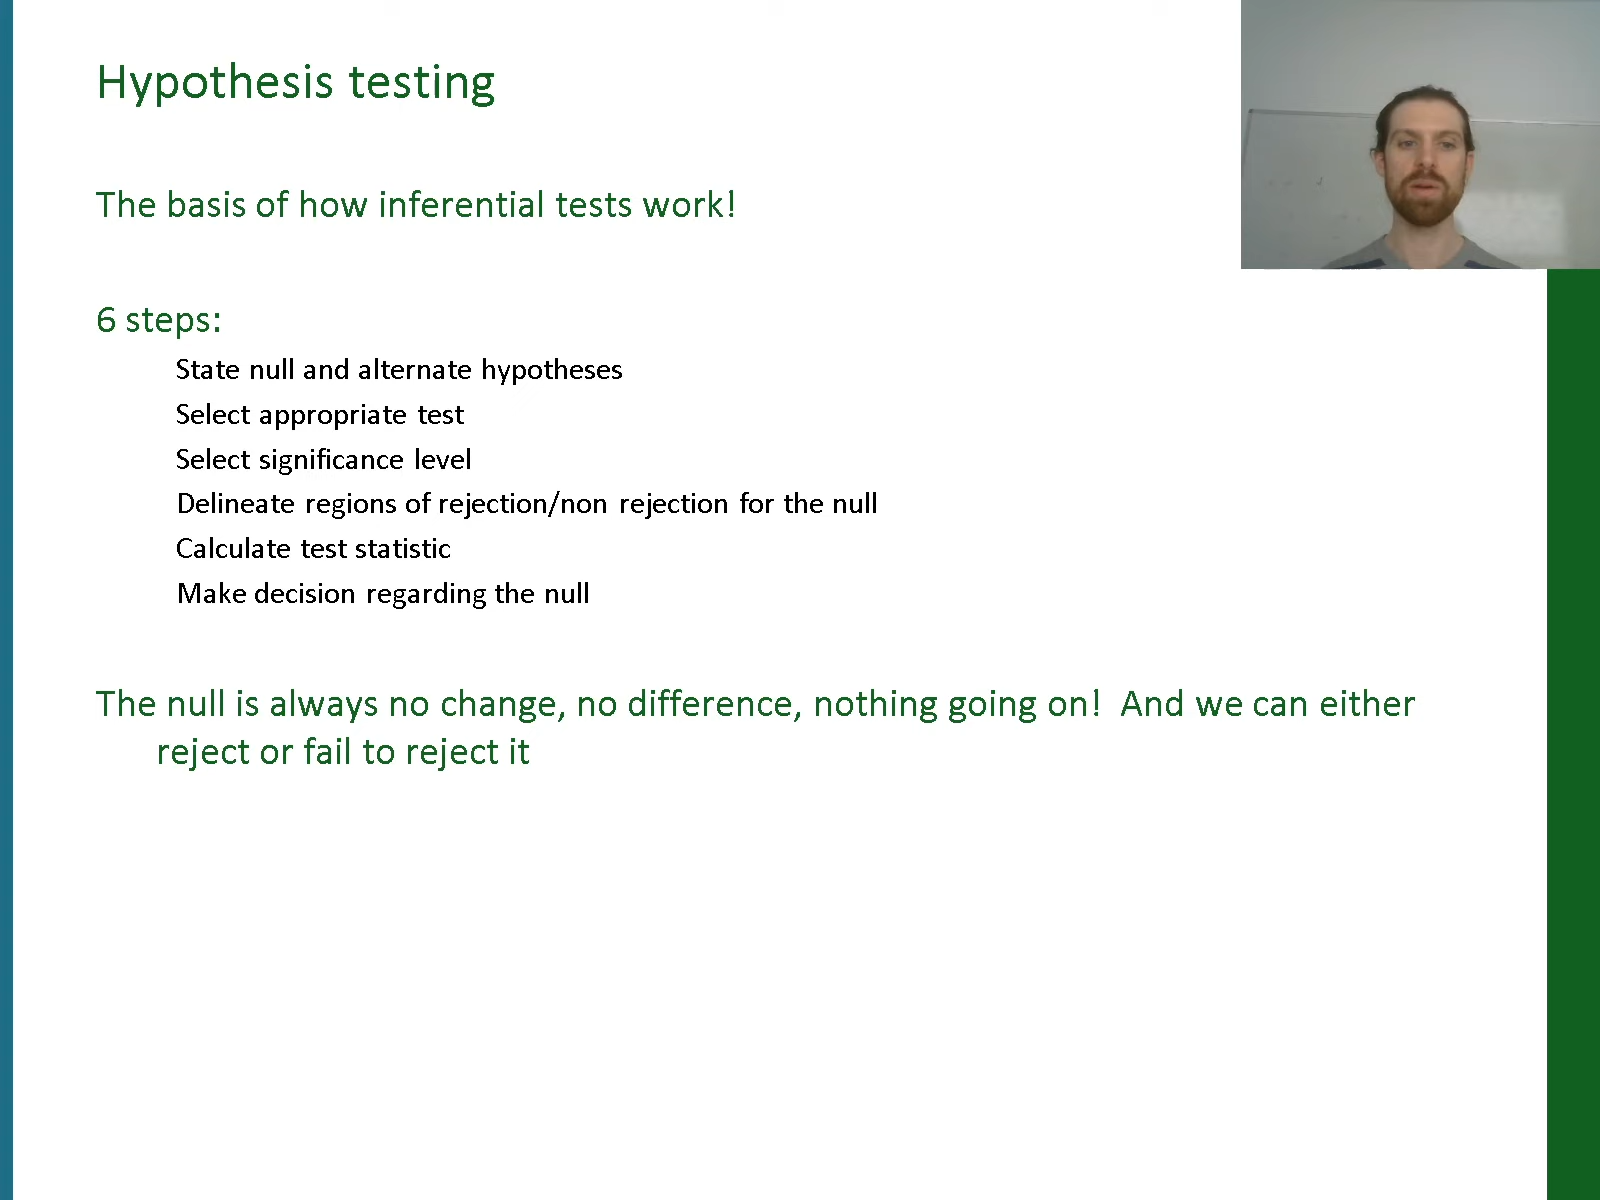 Hypothesis testing
The basis of how inferential tests work!
6 steps:
State null and alternate hypotheses
Select appropriate test
Select significance level
Delineate regions of rejection/non rejection for the null
Calculate test statistic
Make decision regarding the null
The null is always no change, no difference, nothing going on!  And we can either
reject or fail to reject it